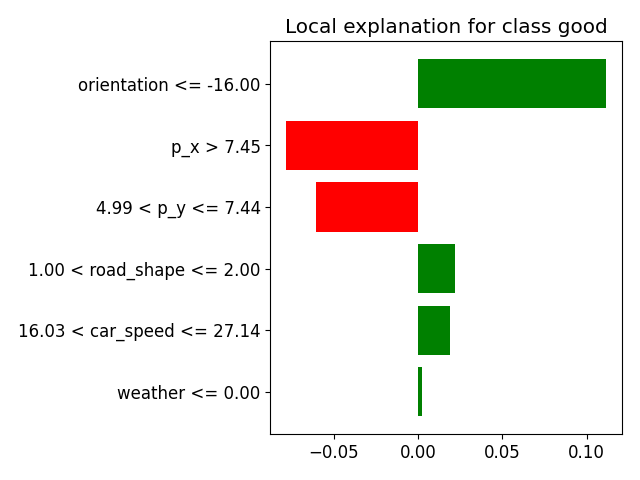 Local explanation for class good
orientation <= -16.00
p_x > 7.45
4.99 < p_y <= 7.44
1.00 < road_shape <= 2.00
16.03 < car_speed <= 27.14
weather <= 0.00
−0.05 0.00 0.05 0.10